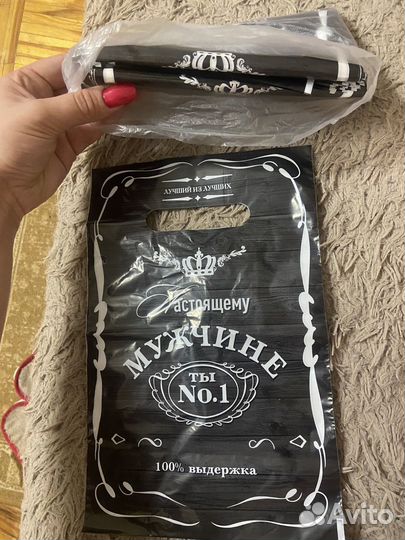 ЛУЧШИЙ ИЗ ЛУЧШИХ
Настоящему
МУЖЧИНЕ
ТЫ
No.1
100% выдержка
Avito